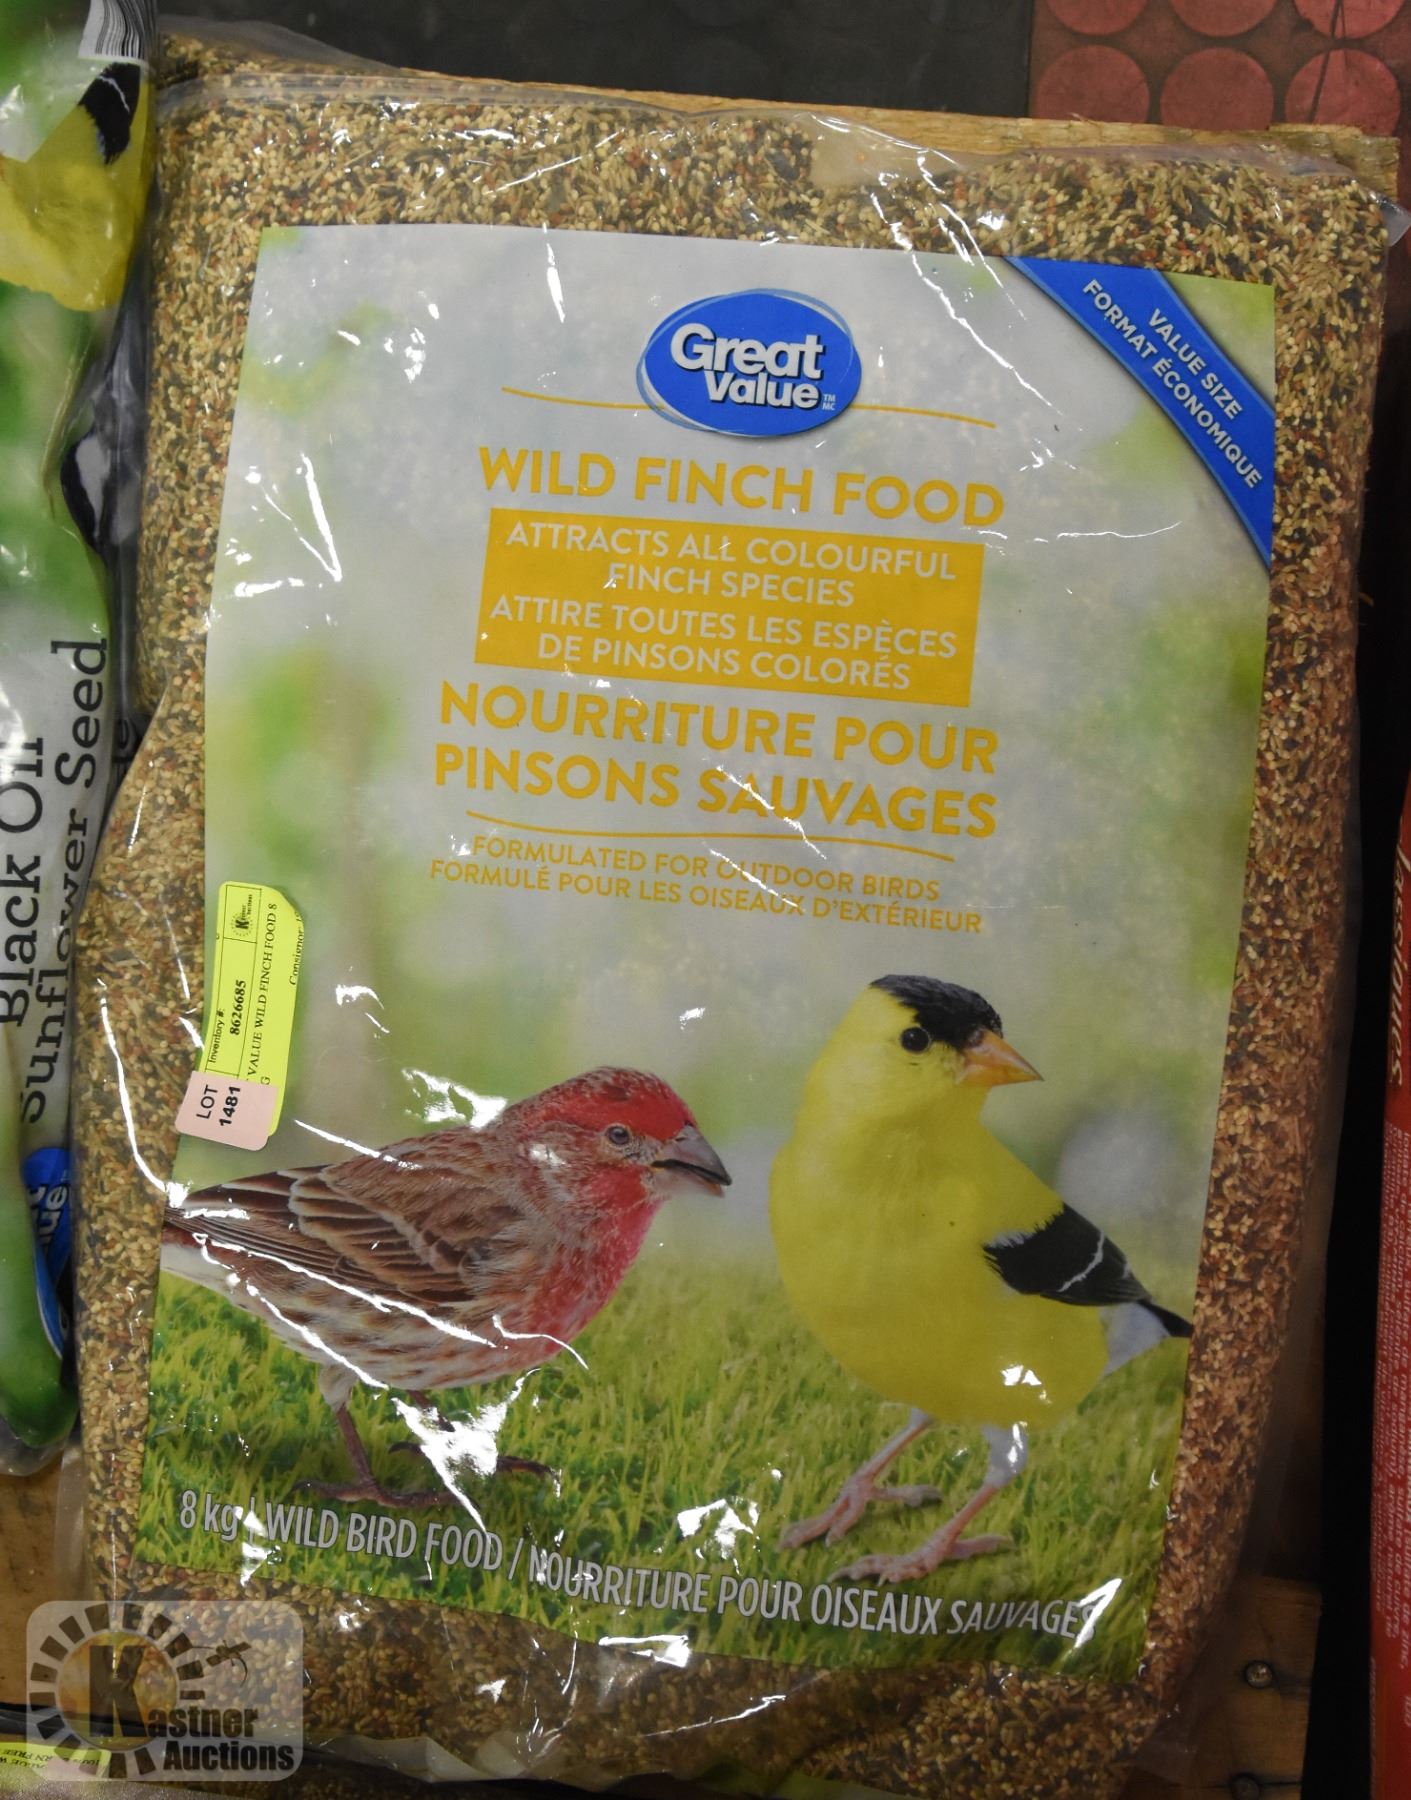 Great
Value
TM
MC
VALUE SIZE
FORMAT ÉCONOMIQUE
WILD FINCH FOOD
ATTRACTS ALL COLOURFUL
FINCH SPECIES
ATTIRE TOUTES LES ESPÈCES
DE PINSONS COLORÉS
NOURRITURE POUR
PINSONS SAUVAGES
FORMULATED FOR OUTDOOR BIRDS
FORMULÉ POUR LES OISEAUX D'EXTÉRIEUR
8 kg | WILD BIRD FOOD / NOURRITURE POUR OISEAUX SAUVAGES
Inventory #:
8626685
VALUE WILD FINCH FOOD 8
LOT
1481
Black Oil
Sunflower Seed
Kastner
Auctions